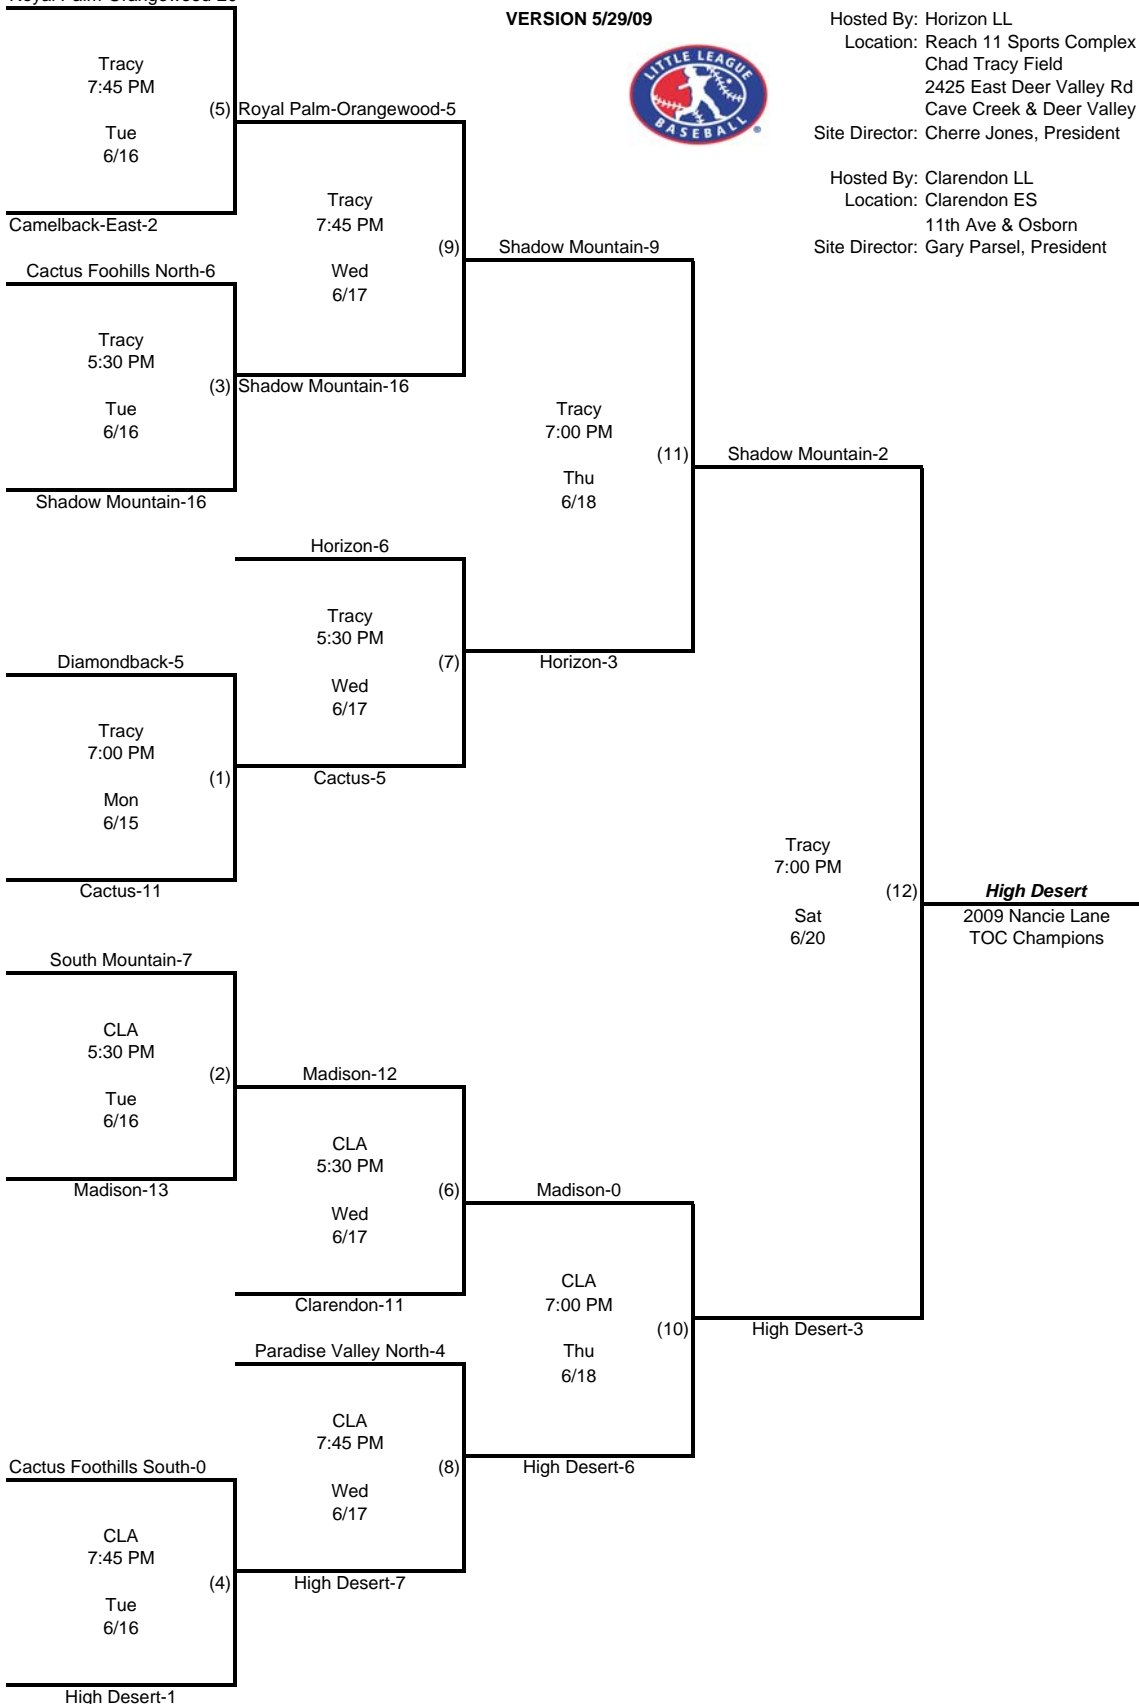 VERSION 5/29/09
Hosted By: Horizon LL
Location: Reach 11 Sports Complex
Chad Tracy Field
2425 East Deer Valley Rd
Cave Creek & Deer Valley
Site Director: Cherre Jones, President
Hosted By: Clarendon LL
Location: Clarendon ES
11th Ave & Osborn
Site Director: Gary Parsel, President
LITTLE LEAGUE
BASEBALL
Tracy
7:45 PM
(5)
Tue
6/16
Camelback-East-2
Royal Palm-Orangewood-5
Cactus Foohills North-6
Tracy
5:30 PM
(3)
Tue
6/16
Shadow Mountain-16
Tracy
7:45 PM
(9)
Wed
6/17
Shadow Mountain-16
Shadow Mountain-9
Diamondback-5
Tracy
7:00 PM
(1)
Mon
6/15
Cactus-11
Horizon-6
Tracy
5:30 PM
(7)
Wed
6/17
Cactus-5
Tracy
7:00 PM
(11)
Thu
6/18
Horizon-3
Shadow Mountain-2
South Mountain-7
CLA
5:30 PM
(2)
Tue
6/16
Madison-13
Madison-12
CLA
5:30 PM
(6)
Wed
6/17
Clarendon-11
Cactus Foothills South-0
CLA
7:45 PM
(4)
Tue
6/16
High Desert-1
Paradise Valley North-4
CLA
7:45 PM
(8)
Wed
6/17
High Desert-7
Madison-0
CLA
7:00 PM
(10)
Thu
6/18
High Desert-6
High Desert-3
Tracy
7:00 PM
(12)
Sat
6/20
High Desert
2009 Nancie Lane
TOC Champions